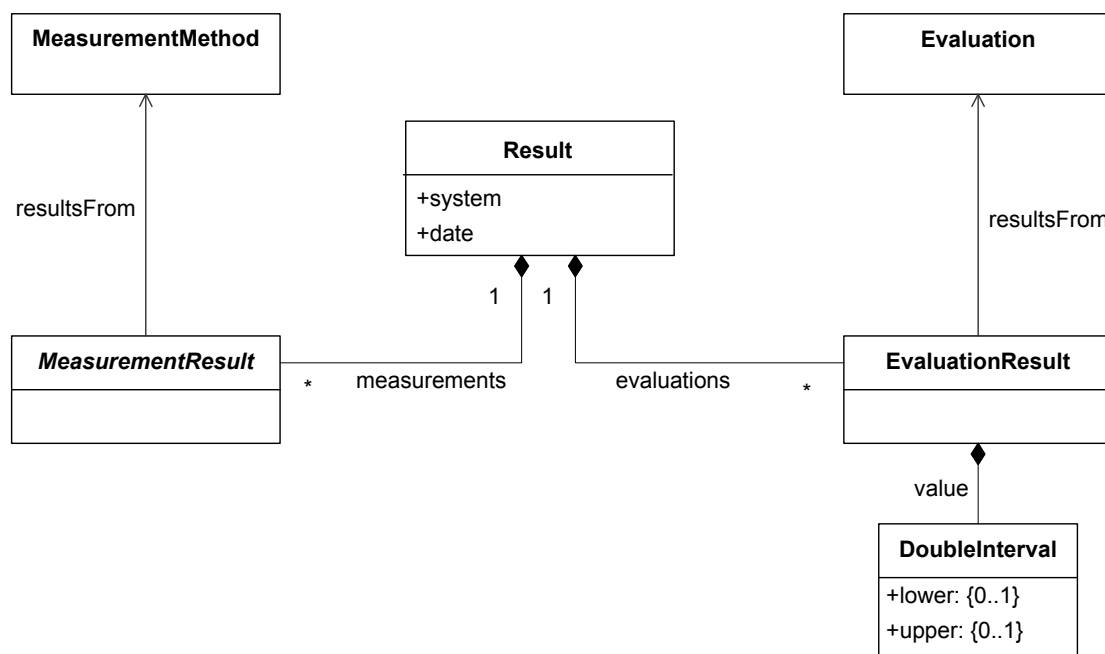 MeasurementMethod
Evaluation
Result
+system
+date
resultsFrom
resultsFrom
1
1
MeasurementResult
EvaluationResult
*
measurements
evaluations
*
value
DoubleInterval
+lower: {0..1}
+upper: {0..1}